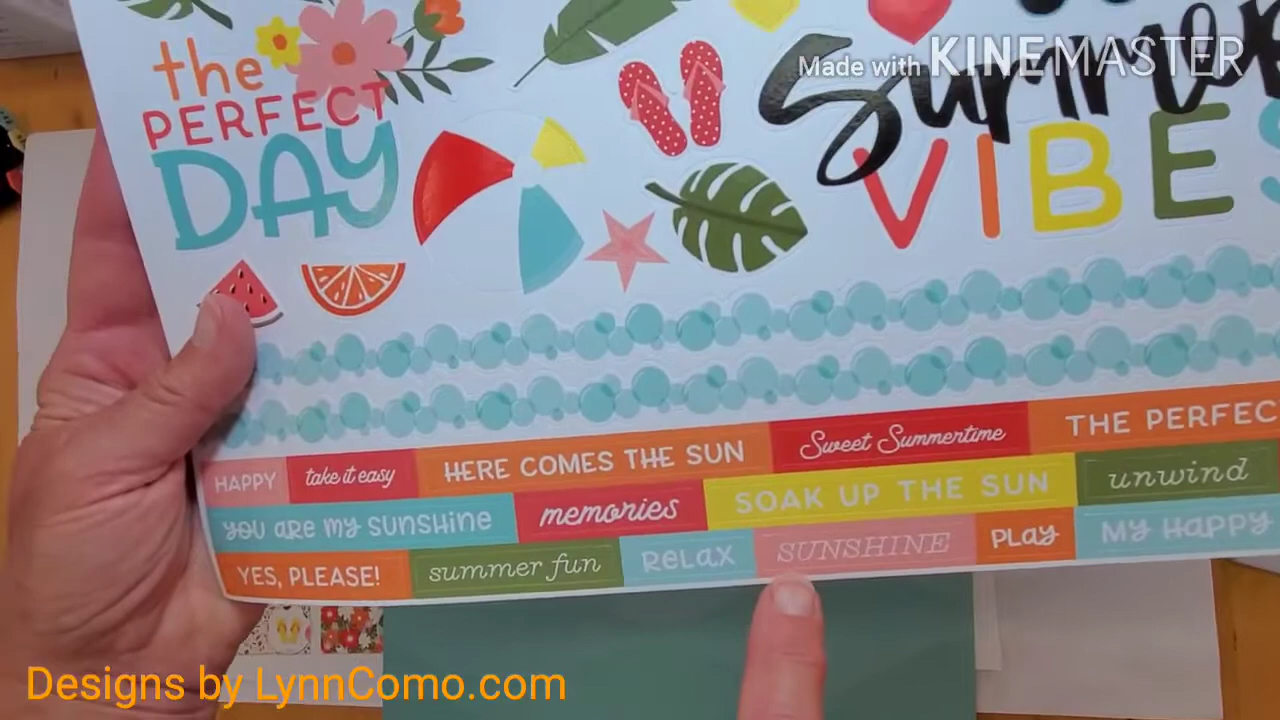 Made with KINEMASTER
the
PERFECT
DAY
Summer
VIBES
HAPPY take it easy HERE COMES THE SUN Sweet Summertime THE PERFEC
YOU ARE MY SUNSHINE memories SOAK UP THE SUN unwind
YES, PLEASE! summer fun RELAX SUNSHINE PLAY MY HAPPY
Designs by LynnComo.com